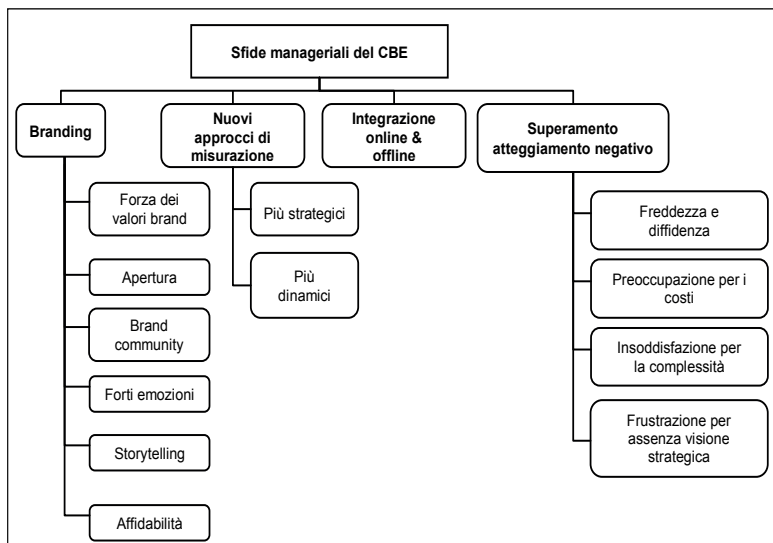 Sfide manageriali del CBE
Branding
Nuovi
approcci di
misurazione
Integrazione
online &
offline
Superamento
atteggiamento negativo
Forza dei
valori brand
Apertura
Brand
community
Forti emozioni
Storytelling
Affidabilità
Più strategici
Più
dinamici
Freddezza e
diffidenza
Preoccupazione per i
costi
Insoddisfazione per
la complessità
Frustrazione per
assenza visione
strategica